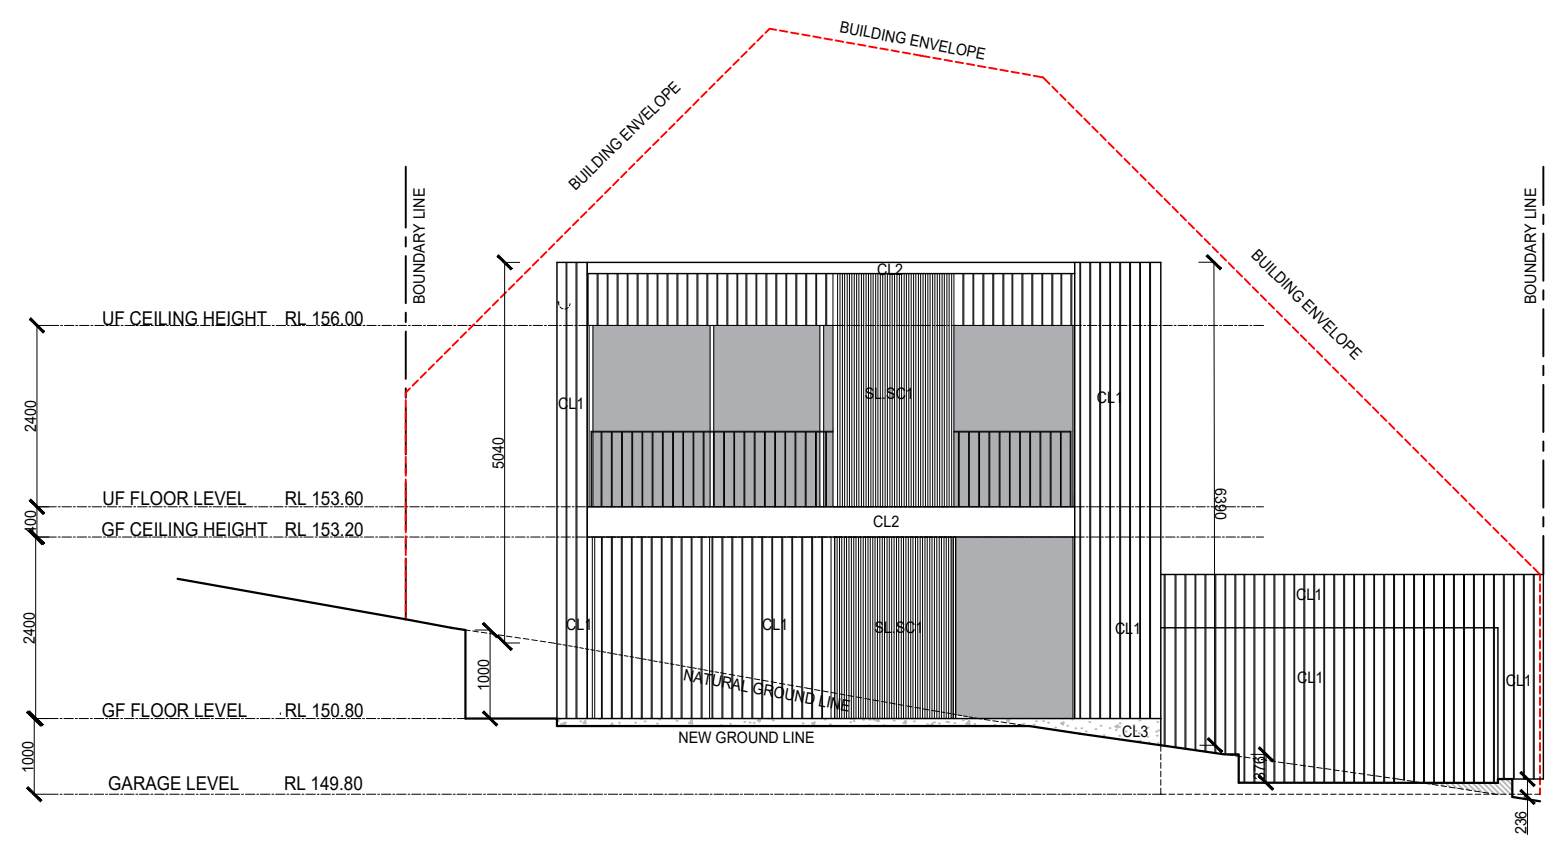 BUILDING ENVELOPE
BUILDING ENVELOPE
BUILDING ENVELOPE
BOUNDARY LINE
BOUNDARY LINE
CL2
UF CEILING HEIGHT RL 156.00
2400
CL1
SL.SC1
CL1
5040
6390
UF FLOOR LEVEL RL 153.60
400
CL2
GF CEILING HEIGHT RL 153.20
2400
CL1
CL1
CL1
SL.SC1
CL1
1000
NATURAL GROUND LINE
CL1
CL1
GF FLOOR LEVEL RL 150.80
NEW GROUND LINE
CL3
1000
376
GARAGE LEVEL RL 149.80
236